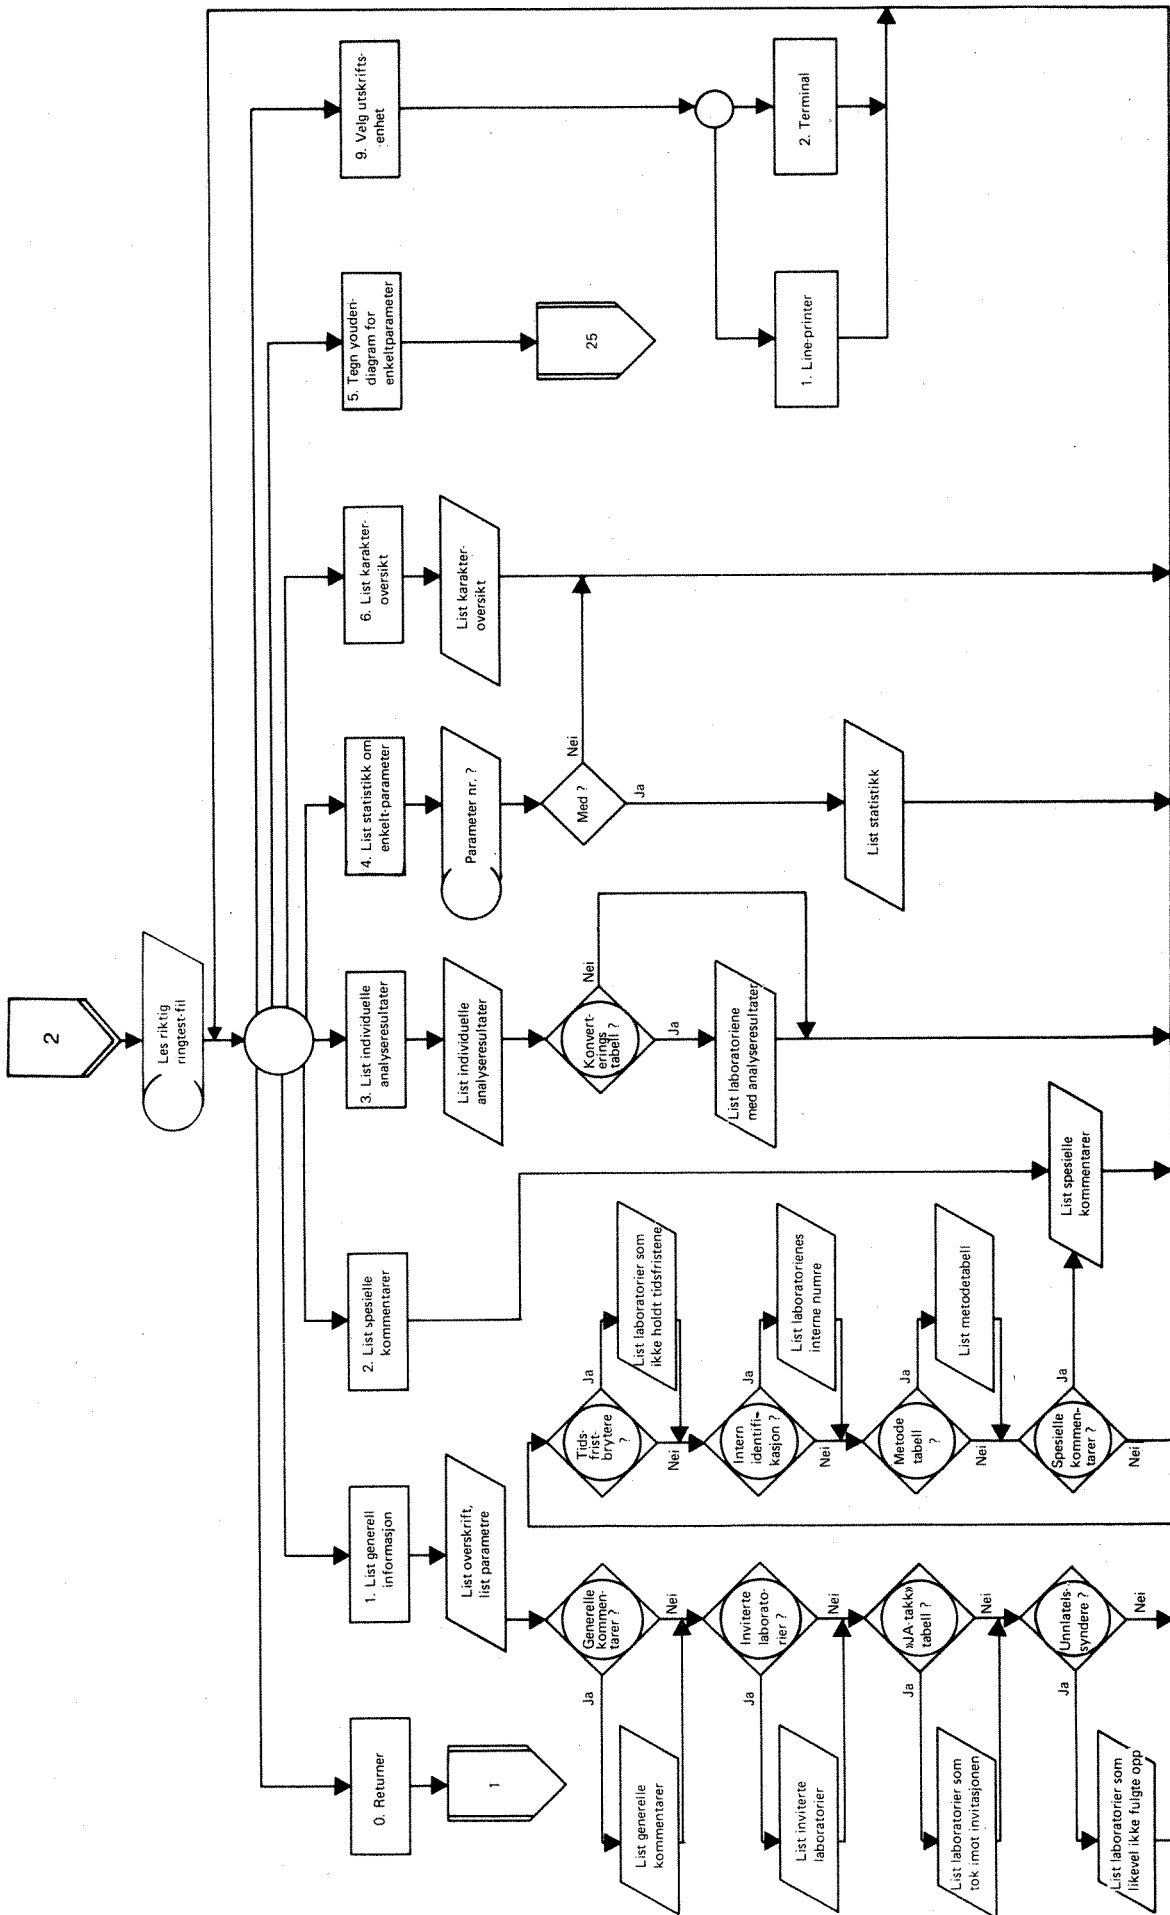 2
Les riktig
ringtest-fil
0. Returner
1. List generell
informasjon
2. List spesielle
kommentarer
3. List individuelle
analyseresultater
4. List statistikk om
enkelt-parameter
6. List karakter-
oversikt
5. Tegn youden-
diagram for
enkeltparameter
9. Velg utskrifts-
enhet
1
List overskrift,
list parametre
Generelle
kommen-
tarer ?
Ja
Nei
List generelle
kommentarer
Inviterte
laborato-
rier ?
Ja
Nei
List inviterte
laboratorier
»JA-takk»
tabell ?
Ja
Nei
List laboratorier som
tok imot invitasjonen
Unnlatels-
syndere ?
Ja
Nei
List laboratorier som
likevel ikke fulgte opp
Tids-
frist-
brytere
?
Ja
Nei
List laboratorier som
ikke holdt tidsfristene
Intern
identifi-
kasjon ?
Ja
Nei
List laboratorienes
interne numre
Metode
tabell
?
Ja
Nei
List metodetabell
Spesielle
kommen-
tarer ?
Ja
Nei
List spesielle
kommentarer
List individuelle
analyseresultater
Konvert-
erings
tabell ?
Nei
Ja
List laboratoriene
med analyseresultater
Parameter nr. ?
Med ?
Nei
Ja
List statistikk
List karakter-
oversikt
25
1. Line-printer
2. Terminal